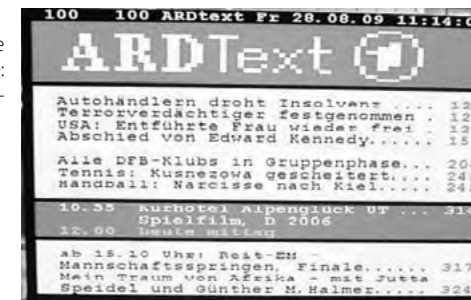 e
:
-
100 100 ARDtext Fr 28.08.09 11:14:0
ARDText 1
Autohändlern droht Insolvenz .... 12
Terrorverdächtiger festgenommen . 12
USA: Entführte Frau wieder frei . 12
Abschied von Edward Kennedy...... 15
Alle DFB-Klubs in Gruppenphase... 20
Tennis: Kusnezowa gescheitert.... 24
Handball: Narcisse nach Kiel..... 24
10.55 Kurhotel Alpenglück UT ... 31
Spielfilm, D 2006
12.00 heute mittag
ab 15.10 Uhr: Reit-EM -
Mannschaftsspringen, Finale...... 317
Mein Traum von Afrika - mit Jutta
Speidel und Günther M.Halmer..... 324